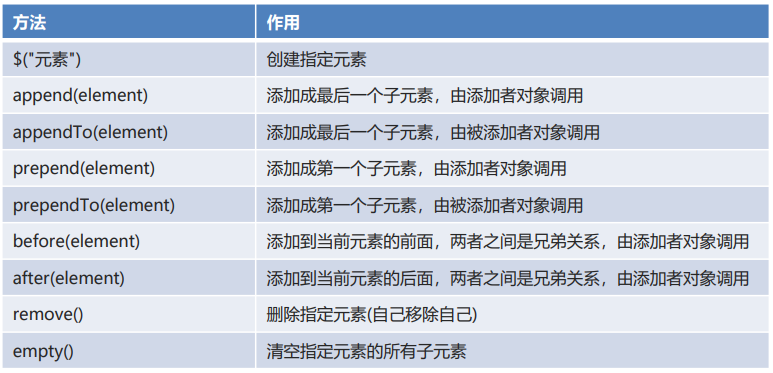 方法 作用
$("元素") 创建指定元素
append(element) 添加成最后一个子元素，由添加者对象调用
appendTo(element) 添加成最后一个子元素，由被添加者对象调用
prepend(element) 添加成第一个子元素，由添加者对象调用
prependTo(element) 添加成第一个子元素，由被添加者对象调用
before(element) 添加到当前元素的前面，两者之间是兄弟关系，由添加者对象调用
after(element) 添加到当前元素的后面，两者之间是兄弟关系，由添加者对象调用
remove() 删除指定元素(自己移除自己)
empty() 清空指定元素的所有子元素